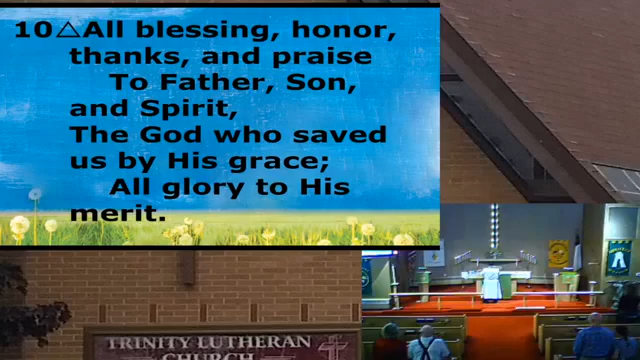 10△All blessing, honor,
thanks, and praise
To Father, Son,
and Spirit,
The God who saved
us by His grace;
All glory to His
merit.
TRINITY LUTHERAN
CHURCH